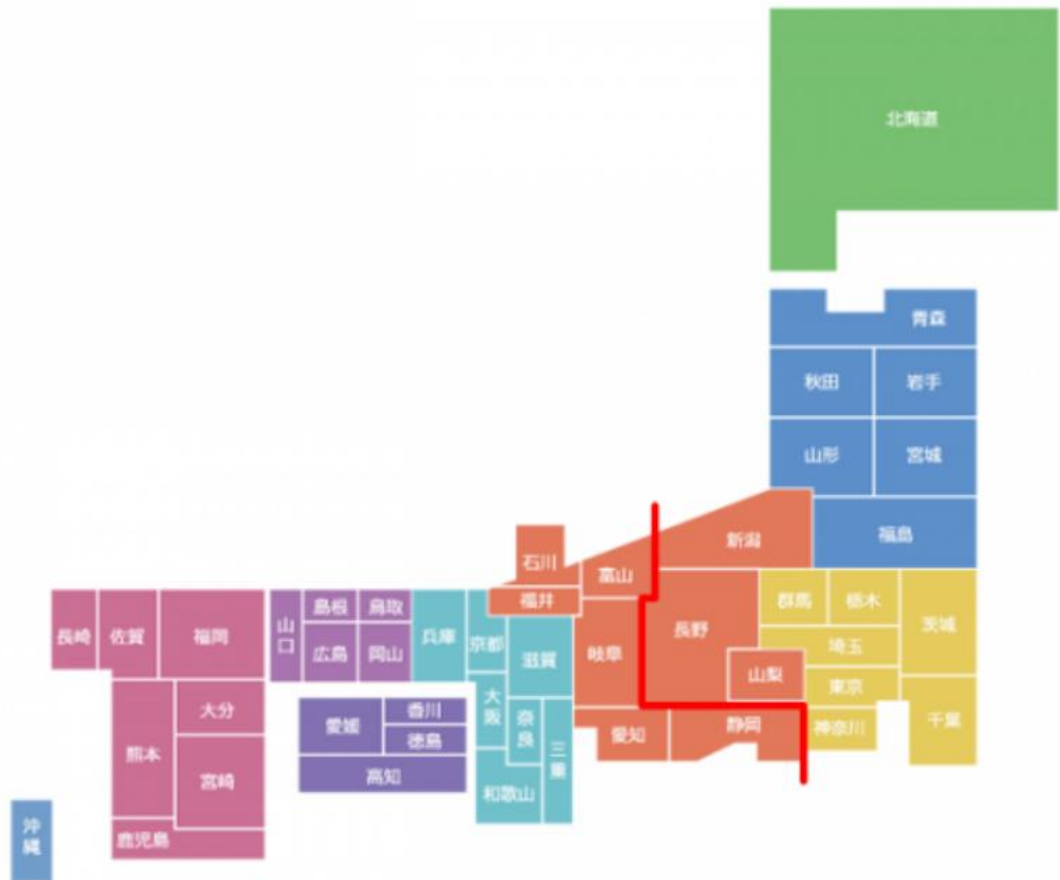 北海道
青森
秋田
岩手
山形
宮城
新潟
福島
石川
富山
福井
群馬
栃木
茨城
長野
埼玉
山梨
東京
千葉
神奈川
岐阜
愛知
静岡
長崎
佐賀
福岡
山口
島根
鳥取
広島
岡山
兵庫
京都
滋賀
大阪
奈良
三重
和歌山
大分
熊本
宮崎
鹿児島
愛媛
香川
徳島
高知
沖縄